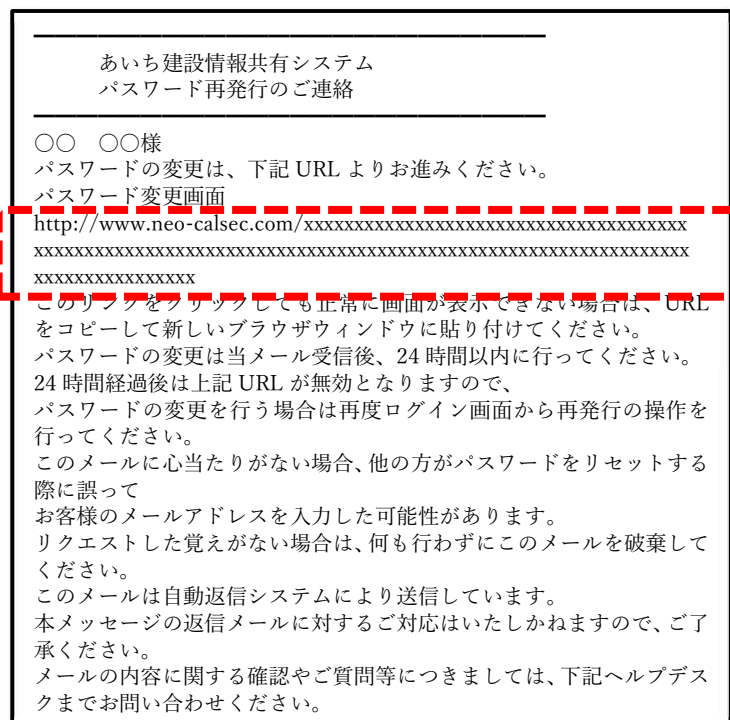 あいち建設情報共有システム
パスワード再発行のご連絡
〇〇　〇〇様
パスワードの変更は、下記 URL よりお進みください。
パスワード変更画面
http://www.neo-calsec.com/xxxxxxxxxxxxxxxxxxxxxxxxxxxxxxxxxxxxxx
xxxxxxxxxxxxxxxxxxxxxxxxxxxxxxxxxxxxxxxxxxxxxxxxxxxxxxxxxxxxxxxxx
xxxxxxxxxxxxxxxx
このリンクをクリックしても正常に画面が表示できない場合は、URL
をコピーして新しいブラウザウィンドウに貼り付けてください。
パスワードの変更は当メール受信後、24 時間以内に行ってください。
24 時間経過後は上記 URL が無効となりますので、
パスワードの変更を行う場合は再度ログイン画面から再発行の操作を
行ってください。
このメールに心当たりがない場合、他の方がパスワードをリセットする
際に誤って
お客様のメールアドレスを入力した可能性があります。
リクエストした覚えがない場合は、何も行わずにこのメールを破棄して
ください。
このメールは自動返信システムにより送信しています。
本メッセージの返信メールに対するご対応はいたしかねますので、ご了
承ください。
メールの内容に関する確認やご質問等につきましては、下記ヘルプデス
クまでお問い合わせください。